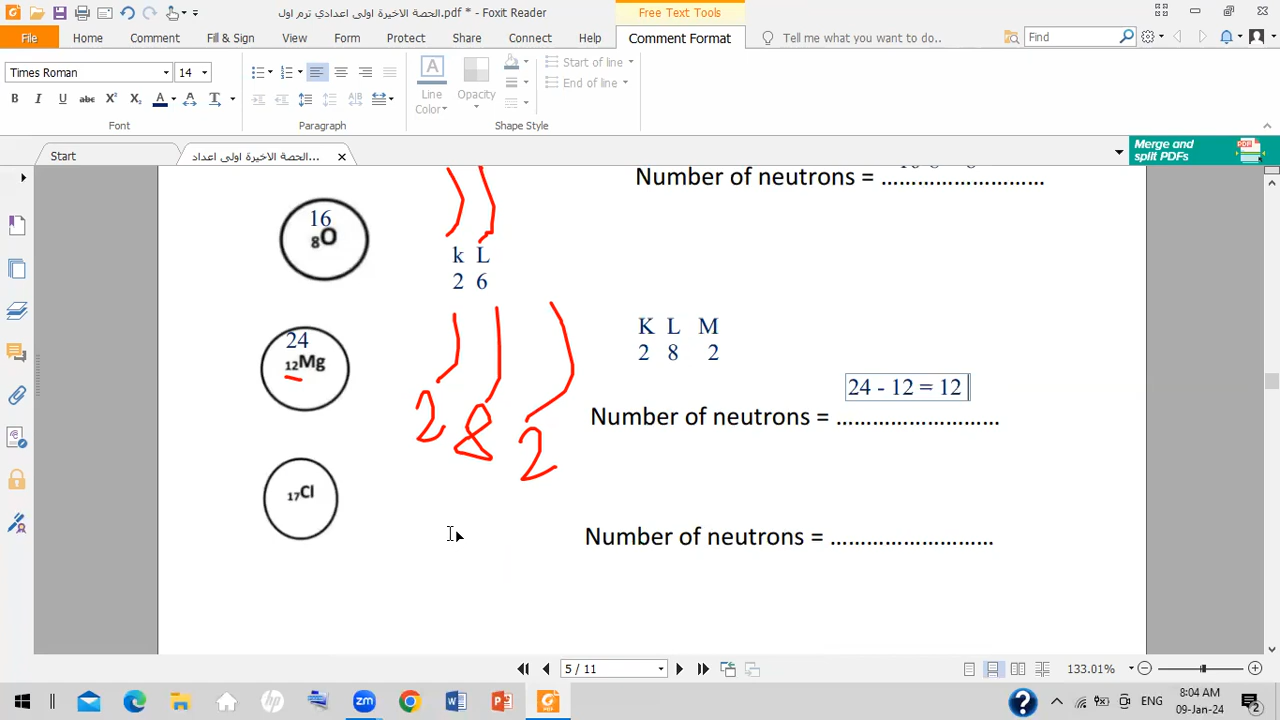 الحصة الاخيرة اولى اعدادي ترم اول.pdf * - Foxit Reader
Free Text Tools
File Home Comment Fill & Sign View Form Protect Share Connect Help Comment Format Tell me what you want to do.. Find
Times Roman 14
Start of line
End of line
Line Color
Opacity
Font Paragraph Shape Style
Start
الحصة الاخيرة اولى اعداد...
Merge and split PDFs
Number of neutrons = ............................
16
8O
k L
2 6
24
12Mg
K L M
2 8 2
24 - 12 = 12
2 8 2
Number of neutrons = ............................
17Cl
Number of neutrons = ............................
5 / 11
133.01%
ENG
8:04 AM
09-Jan-24
2